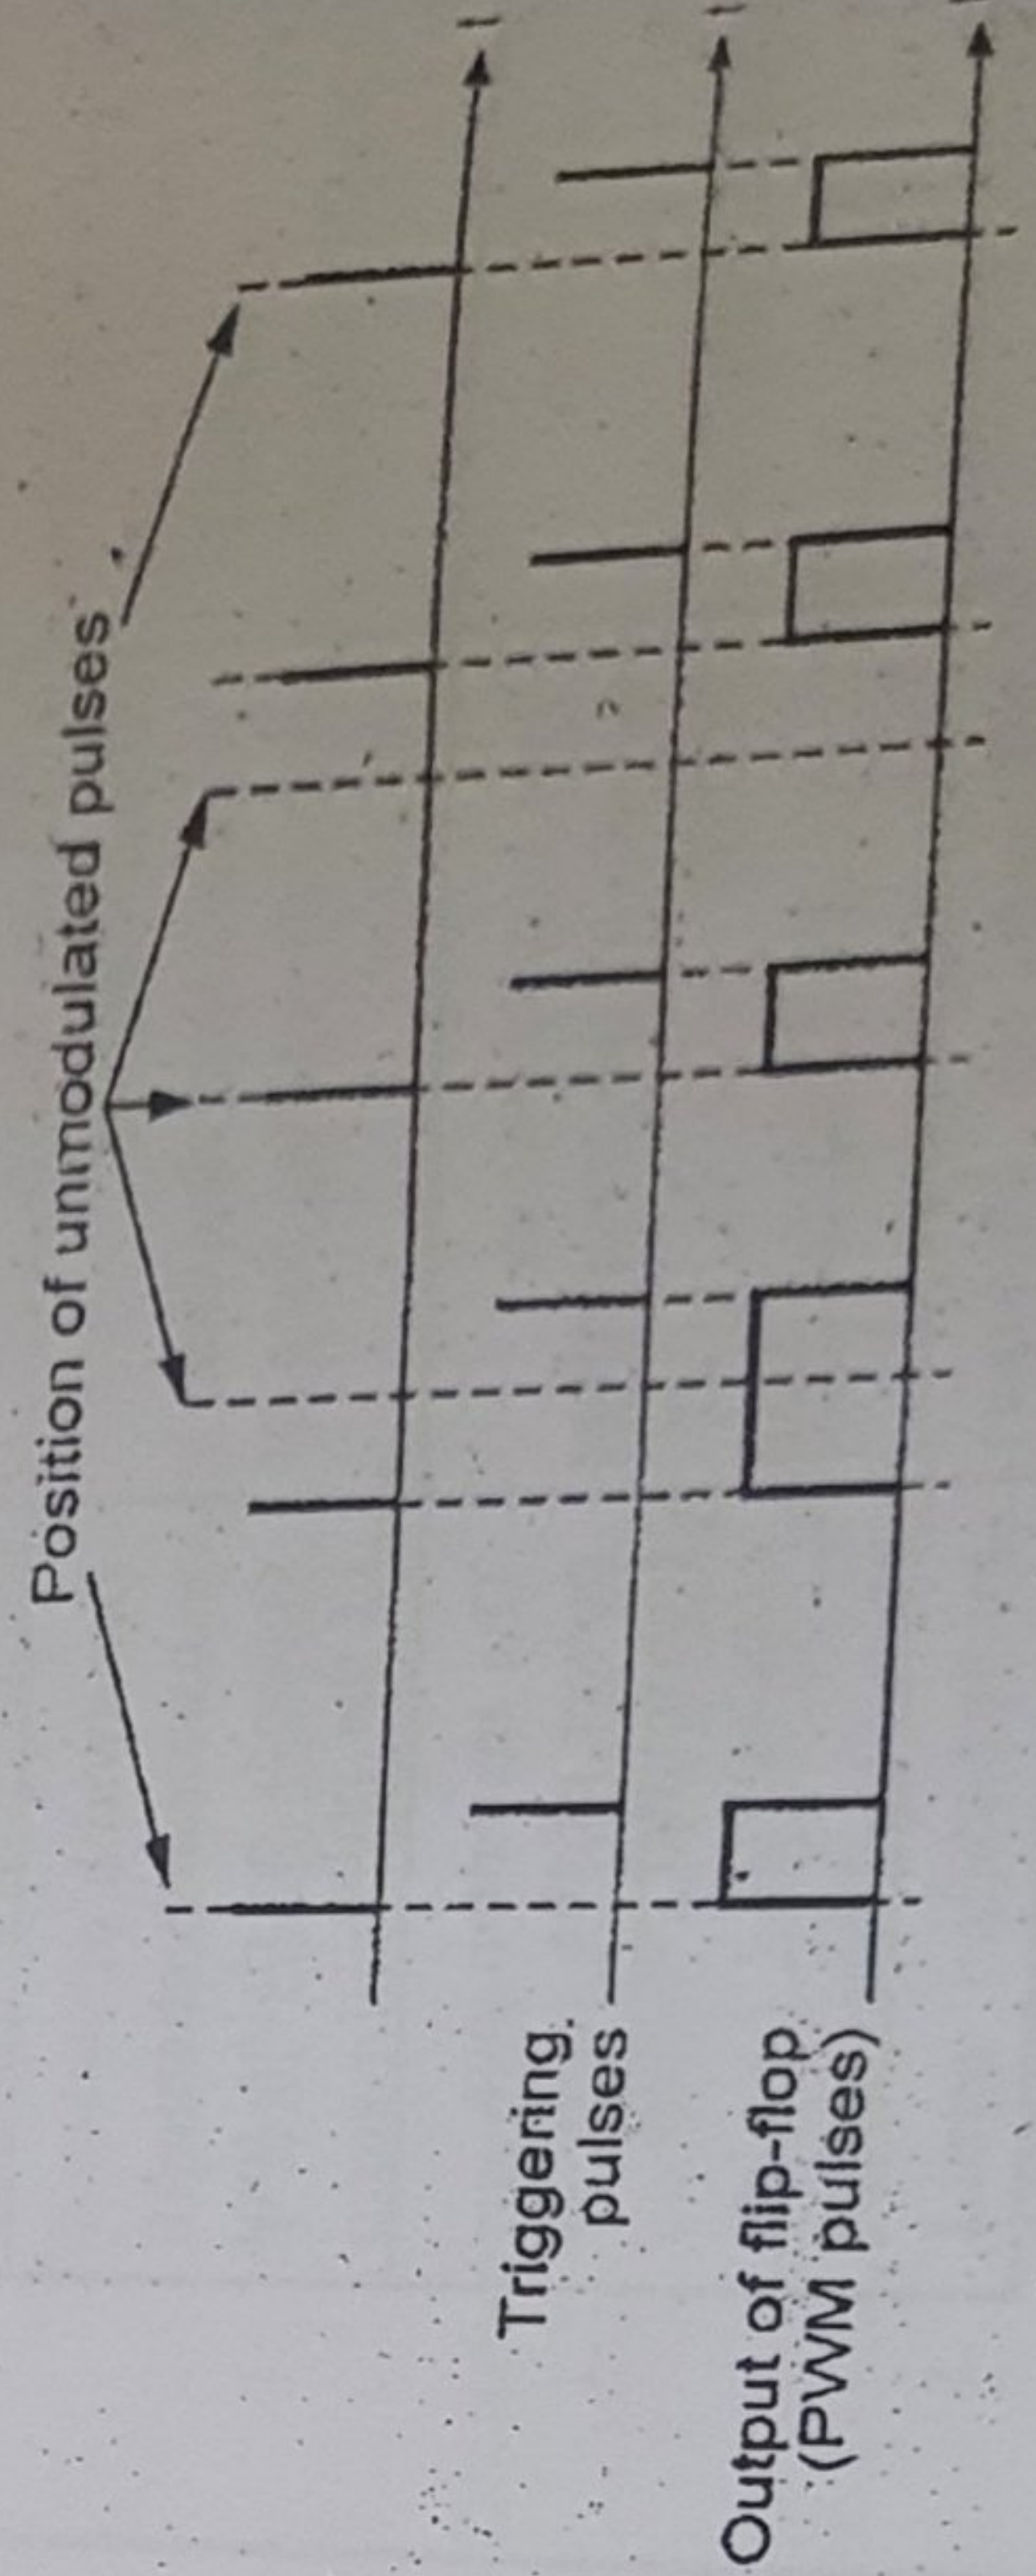 Position of unmodulated pulses
t
t
Triggering
pulses
Output of flip-flop
(PWM pulses)